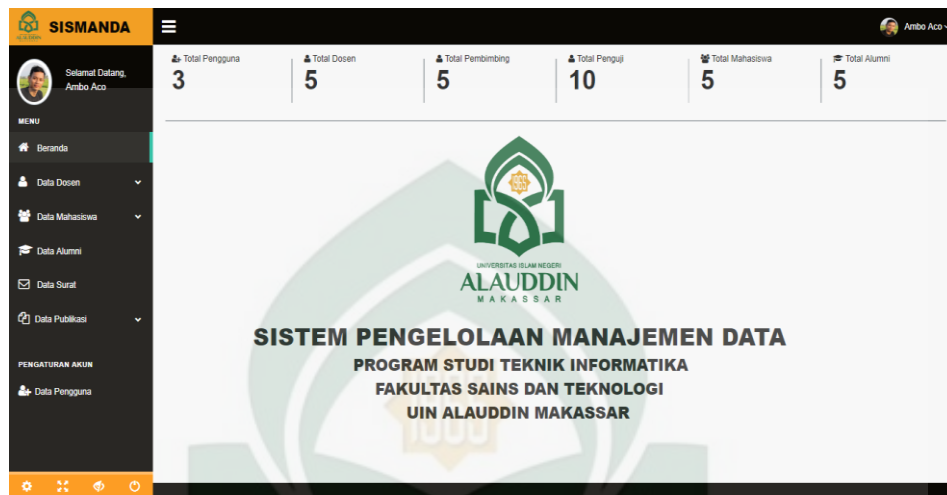 SISMANDA
Ambo Aco
Selamat Datang,
Ambo Aco
MENU
Beranda
Data Dosen
Data Mahasiswa
Data Alumni
Data Surat
Data Publikasi
PENGATURAN AKUN
Data Pengguna
Total Pengguna
3
Total Dosen
5
Total Pembimbing
5
Total Penguji
10
Total Mahasiswa
5
Total Alumni
5
UNIVERSITAS ISLAM NEGERI
ALAUDDIN
MAKASSAR
SISTEM PENGELOLAAN MANAJEMEN DATA
PROGRAM STUDI TEKNIK INFORMATIKA
FAKULTAS SAINS DAN TEKNOLOGI
UIN ALAUDDIN MAKASSAR